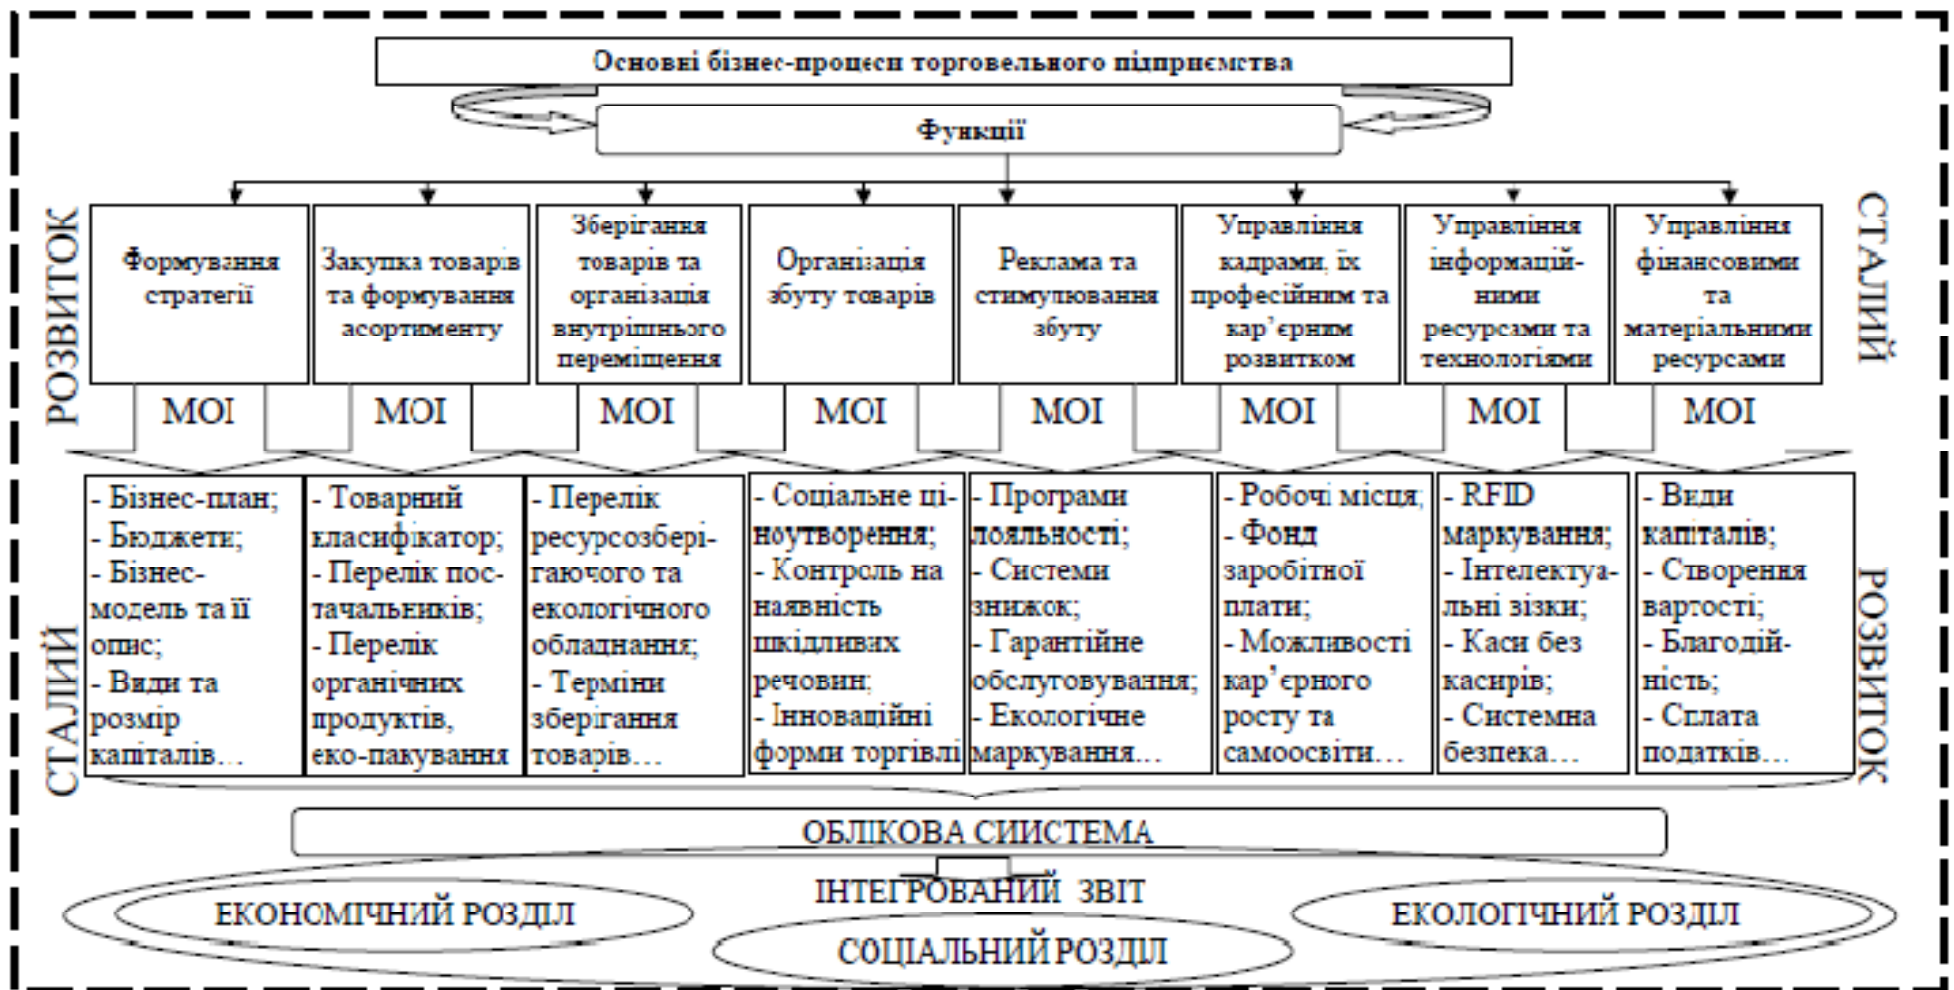 Основні бізнес-процеси торговельного підприємства
Функції
РОЗВИТОК
СТАЛИЙ
Формування
стратегії
Закупка товарів
та формування
асортименту
Зберігання
товарів та
організація
внутрішнього
переміщення
Організація
збуту товарів
Реклама та
стимулювання
збуту
Управління
кадрами, їх
професійним та
кар’єрним
розвитком
Управління
інформацій-
ними
ресурсами та
технологіями
Управління
фінансовими
та
матеріальними
ресурсами
МОІ
МОІ
МОІ
МОІ
МОІ
МОІ
МОІ
МОІ
СТАЛИЙ
РОЗВИТОК
- Бізнес-план;
- Бюджети;
- Бізнес-
модель та її
опис;
- Види та
розмір
капіталів…
- Товарний
класифікатор;
- Перелік пос-
тачальників;
- Перелік
органічних
продуктів,
еко-пакування
- Перелік
ресурсозбері-
гаючого та
екологічного
обладнання;
- Терміни
зберігання
товарів…
- Соціальне ці-
ноутворення;
- Контроль на
наявність
шкідливих
речовин;
- Інноваційні
форми торгівлі
- Програми
лояльності;
- Системи
знижок;
- Гарантійне
обслуговування;
- Екологічне
маркування…
- Робочі місця;
- Фонд
заробітної
плати;
- Можливості
кар’єрного
росту та
самоосвіти…
- RFID
маркування;
- Інтелектуа-
льні візки;
- Каси без
касирів;
- Системна
безпека…
- Види
капіталів;
- Створення
вартості;
- Благодій-
ність;
- Сплата
податків…
ОБЛІКОВА СИИСТЕМА
ІНТЕГРОВАНИЙ ЗВІТ
ЕКОНОМІЧНИЙ РОЗДІЛ
СОЦІАЛЬНИЙ РОЗДІЛ
ЕКОЛОГІЧНИЙ РОЗДІЛ